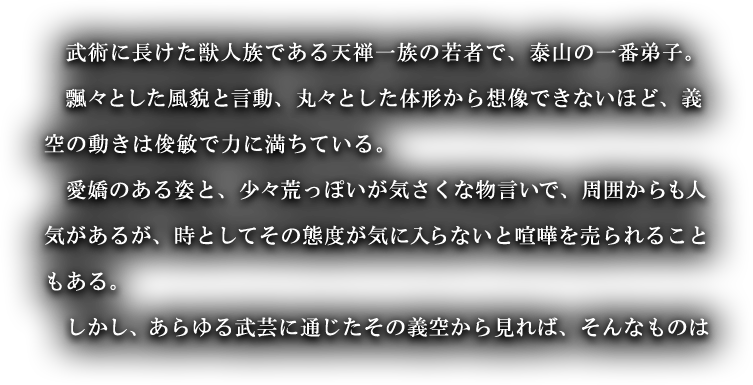 武術に長けた獣人族である天禅一族の若者で、泰山の一番弟子。
　飄々とした風貌と言動、丸々とした体形から想像できないほど、義
空の動きは俊敏で力に満ちている。
　愛嬌のある姿と、少々荒っぽいが気さくな物言いで、周囲からも人
気があるが、時としてその態度が気に入らないと喧嘩を売られること
もある。
　しかし、あらゆる武芸に通じたその義空から見れば、そんなものは